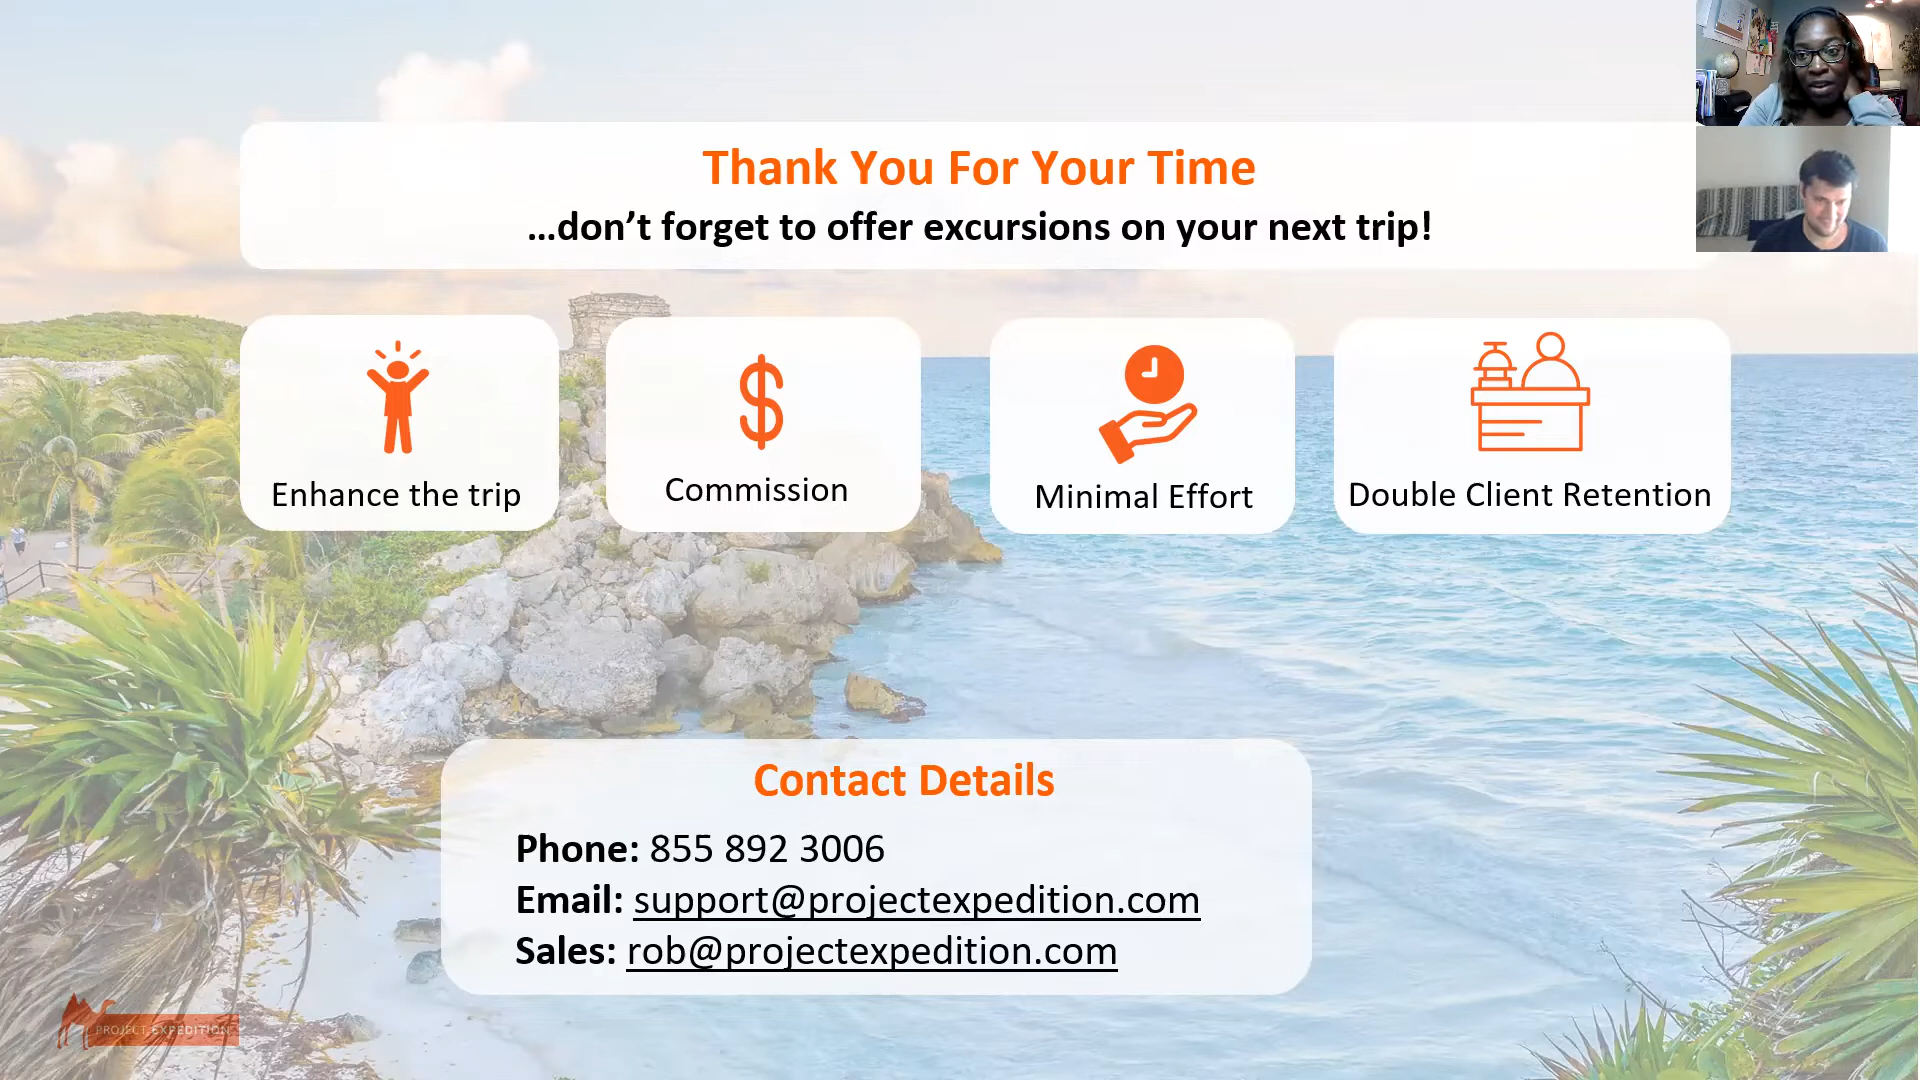 Thank You For Your Time
...don't forget to offer excursions on your next trip!
Enhance the trip
Commission
Minimal Effort
Double Client Retention
Contact Details
Phone: 855 892 3006
Email: support@projectexpedition.com
Sales: rob@projectexpedition.com
PROJECT EXPEDITION